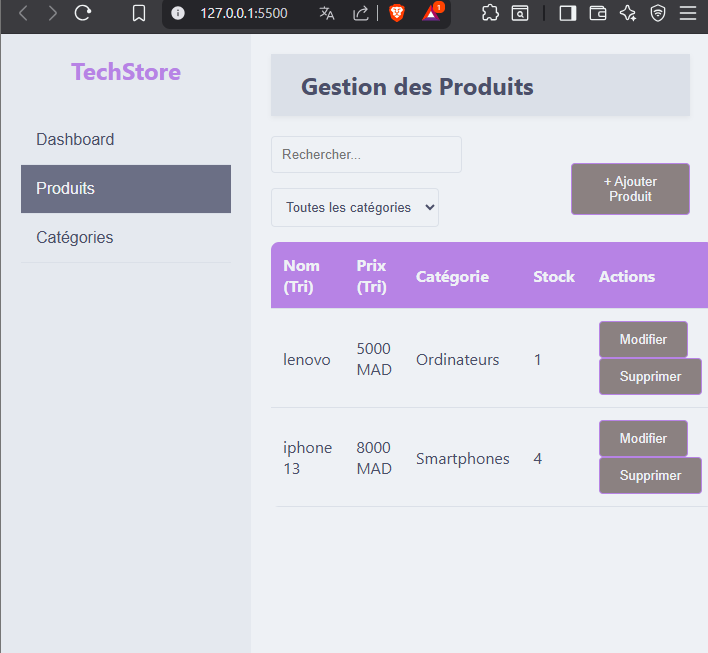 127.0.0.1:5500
1
TechStore
Dashboard
Produits
Catégories
Gestion des Produits
Rechercher...
Toutes les catégories
+ Ajouter
Produit
Nom
(Tri)
Prix
(Tri)
Catégorie
Stock
Actions
lenovo
5000
MAD
Ordinateurs
1
Modifier
Supprimer
iphone
13
8000
MAD
Smartphones
4
Modifier
Supprimer